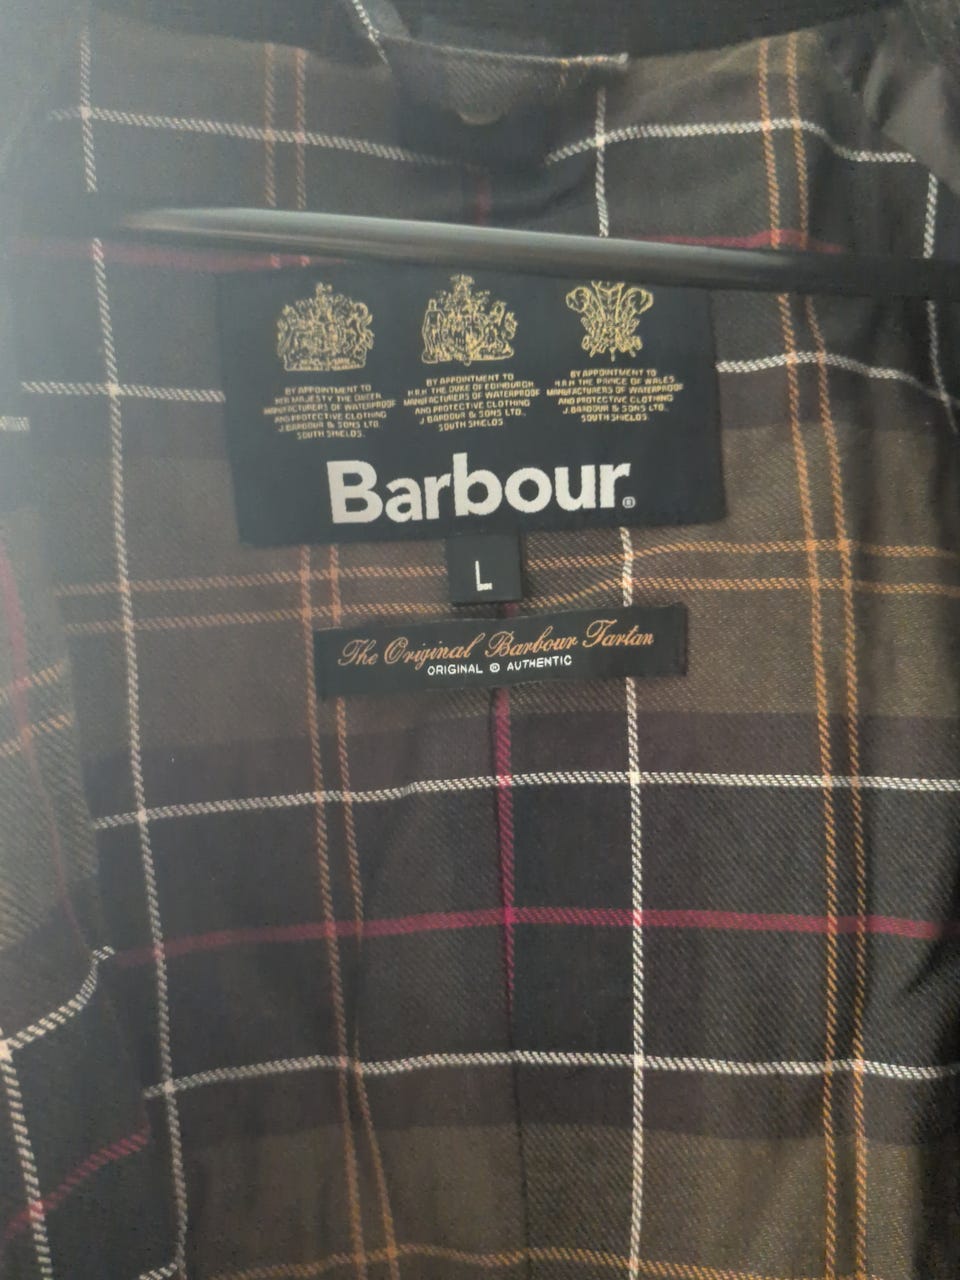 BY APPOINTMENT TO
HER MAJESTY THE QUEEN
MANUFACTURERS OF WATERPROOF
AND PROTECTIVE CLOTHING
J. BARBOUR & SONS LTD.,
SOUTH SHIELDS.
BY APPOINTMENT TO
H.R.H. THE DUKE OF EDINBURGH
MANUFACTURERS OF WATERPROOF
AND PROTECTIVE CLOTHING
J. BARBOUR & SONS LTD.,
SOUTH SHIELDS
BY APPOINTMENT TO
H.R.H THE PRINCE OF WALES
MANUFACTURERS OF WATERPROOF
AND PROTECTIVE CLOTHING
J. BARBOUR & SONS LTD.,
SOUTH SHIELDS.
Barbour®
L
The Original Barbour Tartan
ORIGINAL ® AUTHENTIC